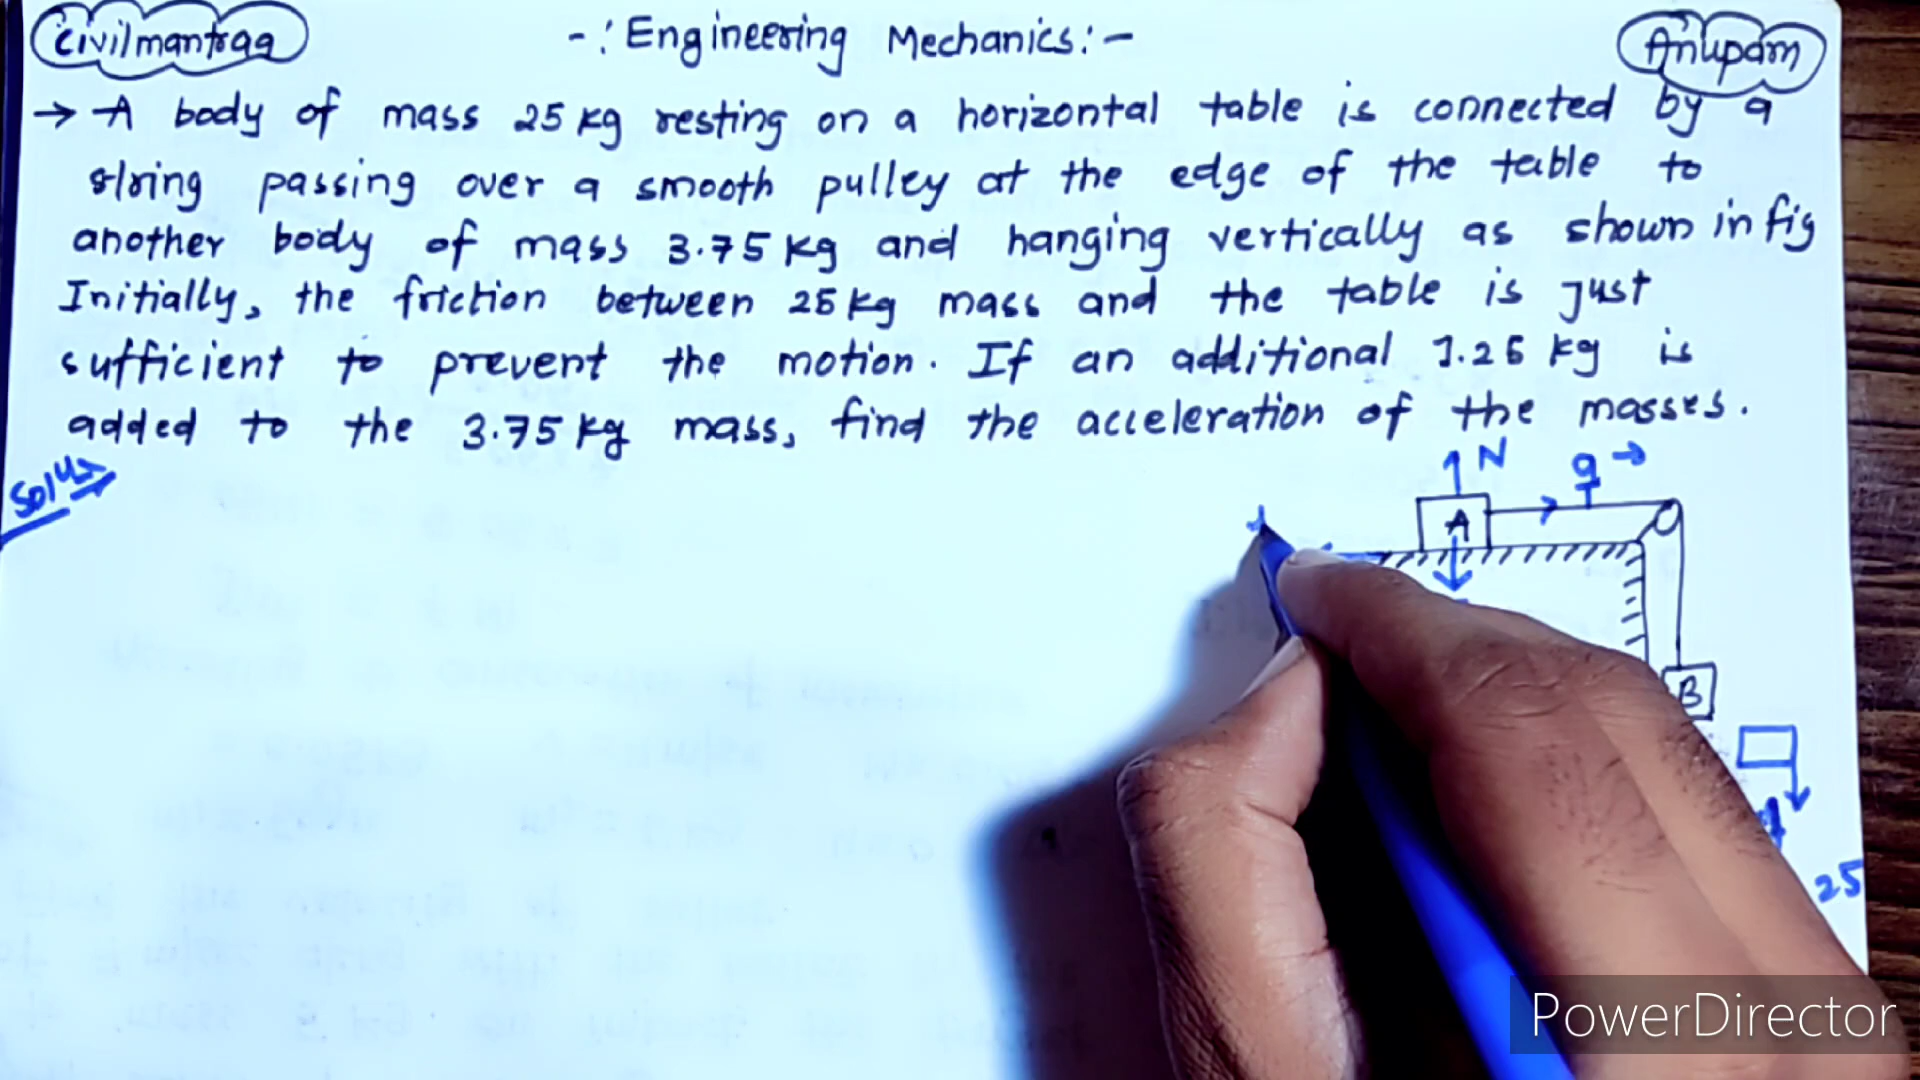 Civilmantraa
-: Engineering Mechanics:-
Anupam
→ A body of mass 25 kg resting on a horizontal table is connected by a
string passing over a smooth pulley at the edge of the table to
another body of mass 3.75 kg and hanging vertically as shown in fig
Initially, the friction between 25 kg mass and the table is just
sufficient to prevent the motion. If an additional 1.25 kg is
added to the 3.75 kg mass, find the acceleration of the masses.
Solu→
N
a →
A
B
25
PowerDirector